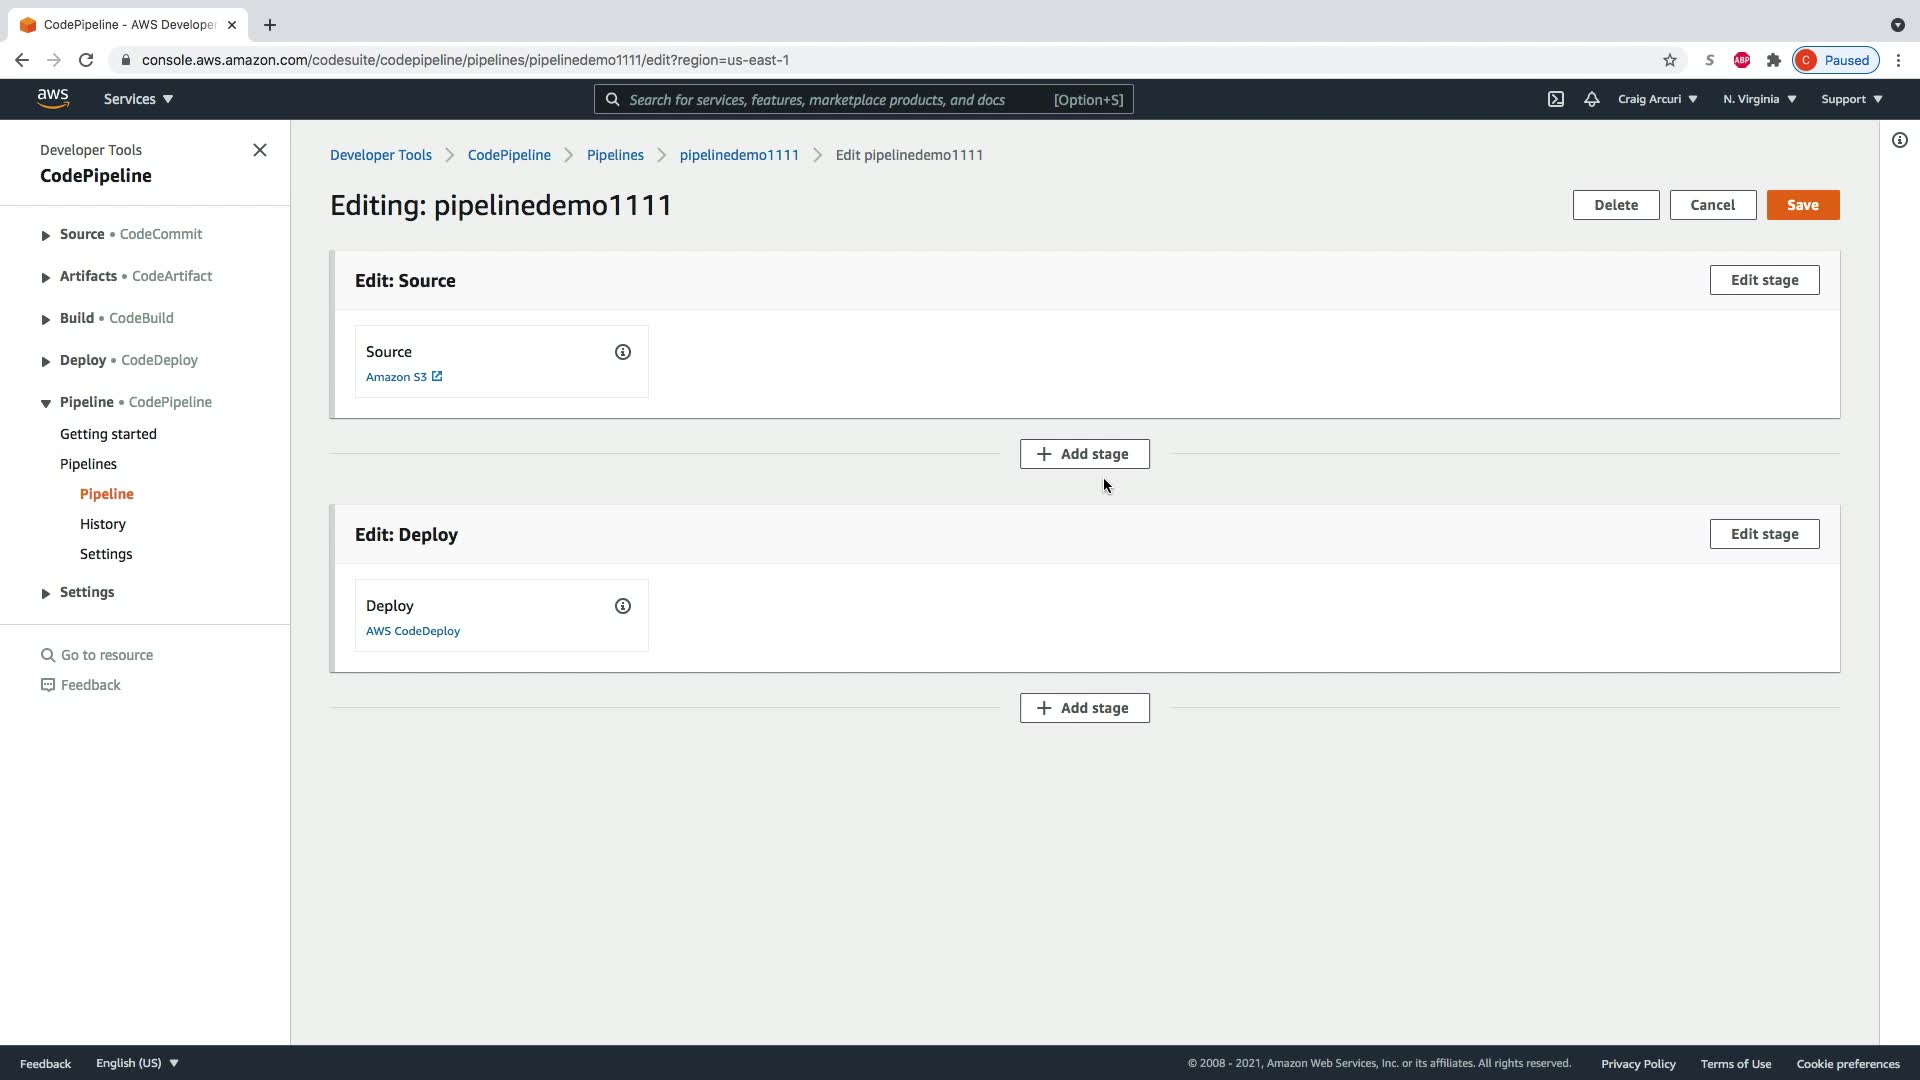 CodePipeline - AWS Developer
console.aws.amazon.com/codesuite/codepipeline/pipelines/pipelinedemo1111/edit?region=us-east-1
S
ABP
C Paused
aws
Services
Search for services, features, marketplace products, and docs [Option+S]
Craig Arcuri
N. Virginia
Support
Developer Tools
CodePipeline
Source • CodeCommit
Artifacts • CodeArtifact
Build • CodeBuild
Deploy • CodeDeploy
Pipeline • CodePipeline
Getting started
Pipelines
Pipeline
History
Settings
Settings
Go to resource
Feedback
Developer Tools > CodePipeline > Pipelines > pipelinedemo1111 > Edit pipelinedemo1111
Editing: pipelinedemo1111
Delete
Cancel
Save
Edit: Source
Edit stage
Source
Amazon S3
+ Add stage
Edit: Deploy
Edit stage
Deploy
AWS CodeDeploy
+ Add stage
Feedback
English (US)
© 2008 - 2021, Amazon Web Services, Inc. or its affiliates. All rights reserved.
Privacy Policy
Terms of Use
Cookie preferences